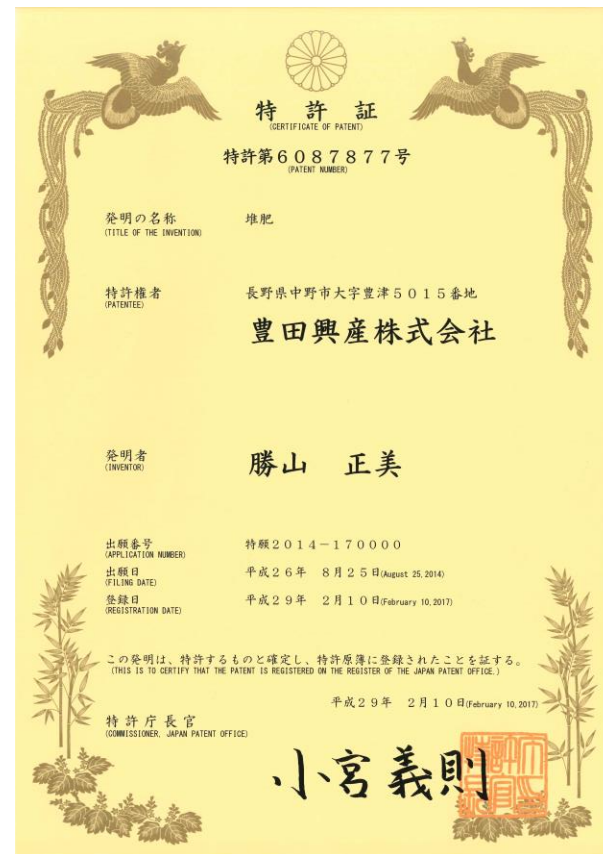 特許証
(CERTIFICATE OF PATENT)
特許第6087877号
(PATENT NUMBER)
発明の名称 堆肥
(TITLE OF THE INVENTION)
特許権者 長野県中野市大字豊津5015番地
(PATENTEE)
豊田興産株式会社
発明者 勝山 正美
(INVENTOR)
出願番号 特願2014-170000
(APPLICATION NUMBER)
出願日 平成26年 8月25日(August 25,2014)
(FILING DATE)
登録日 平成29年 2月10日(February 10,2017)
(REGISTRATION DATE)
この発明は、特許するものと確定し、特許原簿に登録されたことを証する。
(THIS IS TO CERTIFY THAT THE PATENT IS REGISTERED ON THE REGISTER OF THE JAPAN PATENT OFFICE.)
平成29年 2月10日(February 10,2017)
特許庁長官
(COMMISSIONER, JAPAN PATENT OFFICE)
小宮義則